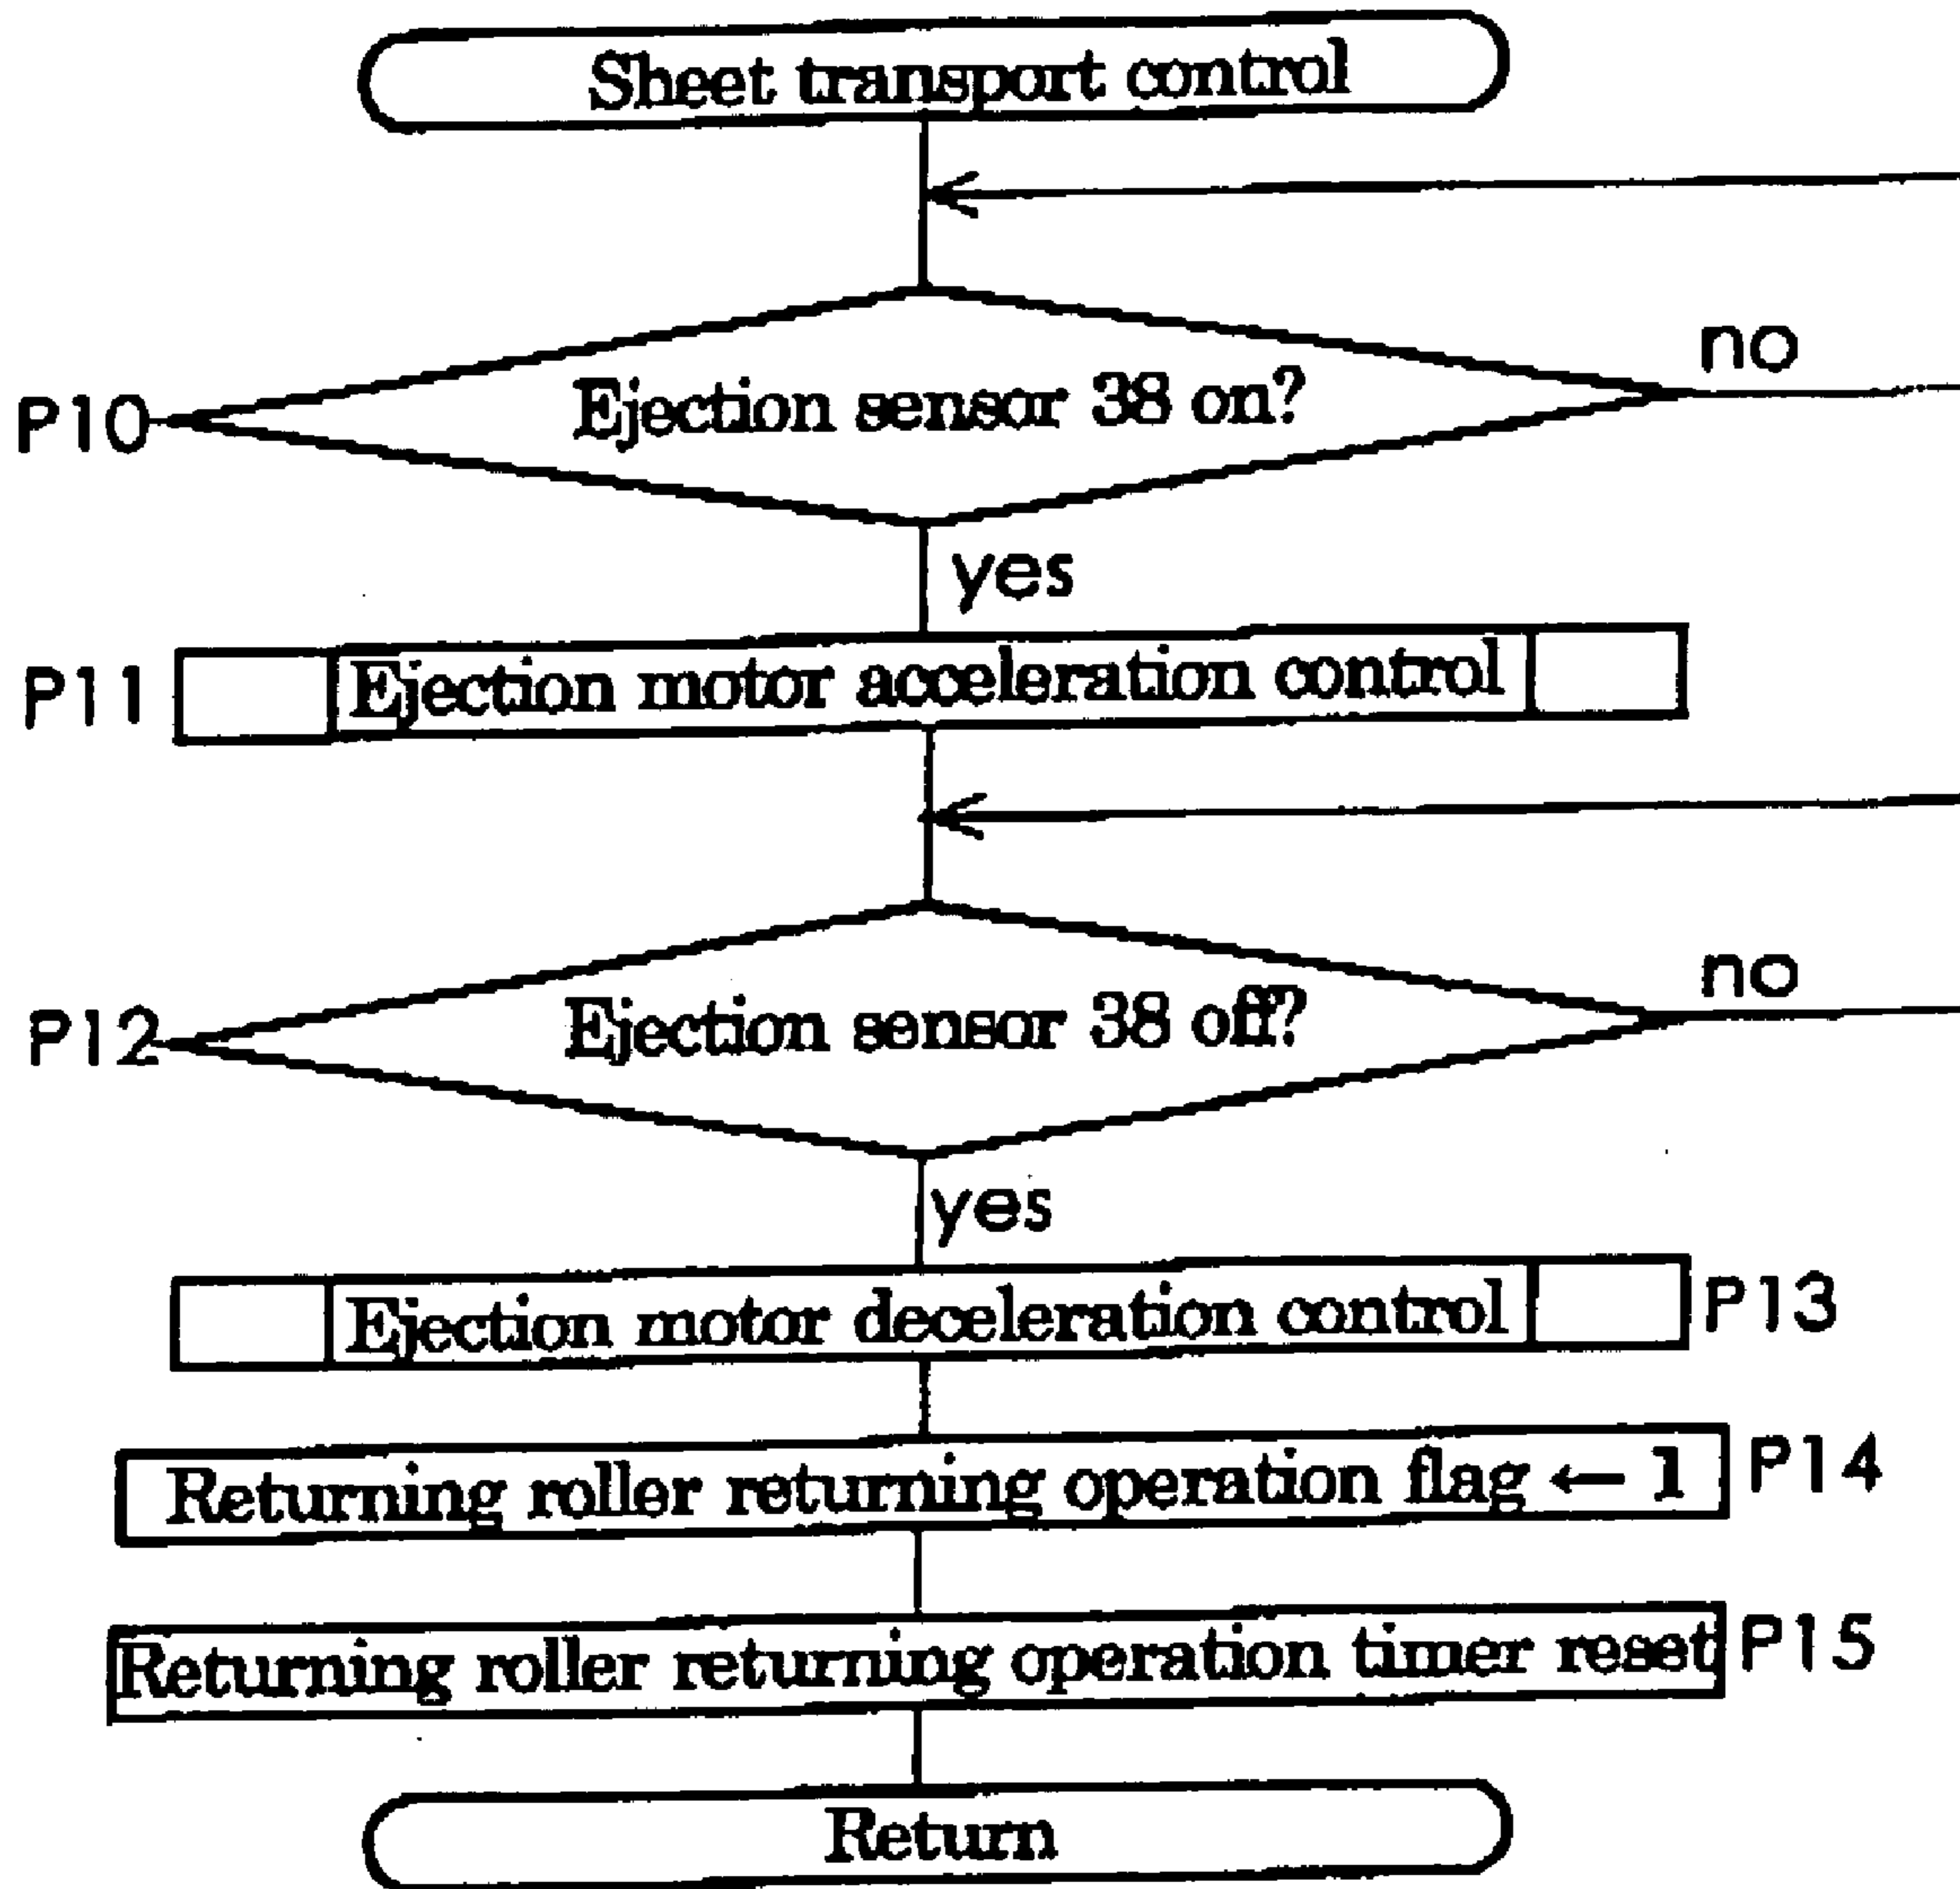 Sheet transport control
no
P10 Ejection sensor 38 on?
yes
P11 Ejection motor acceleration control
no
P12 Ejection sensor 38 off?
yes
Ejection motor deceleration control P13
Returning roller returning operation flag ← 1 P14
Returning roller returning operation timer reset P15
Return